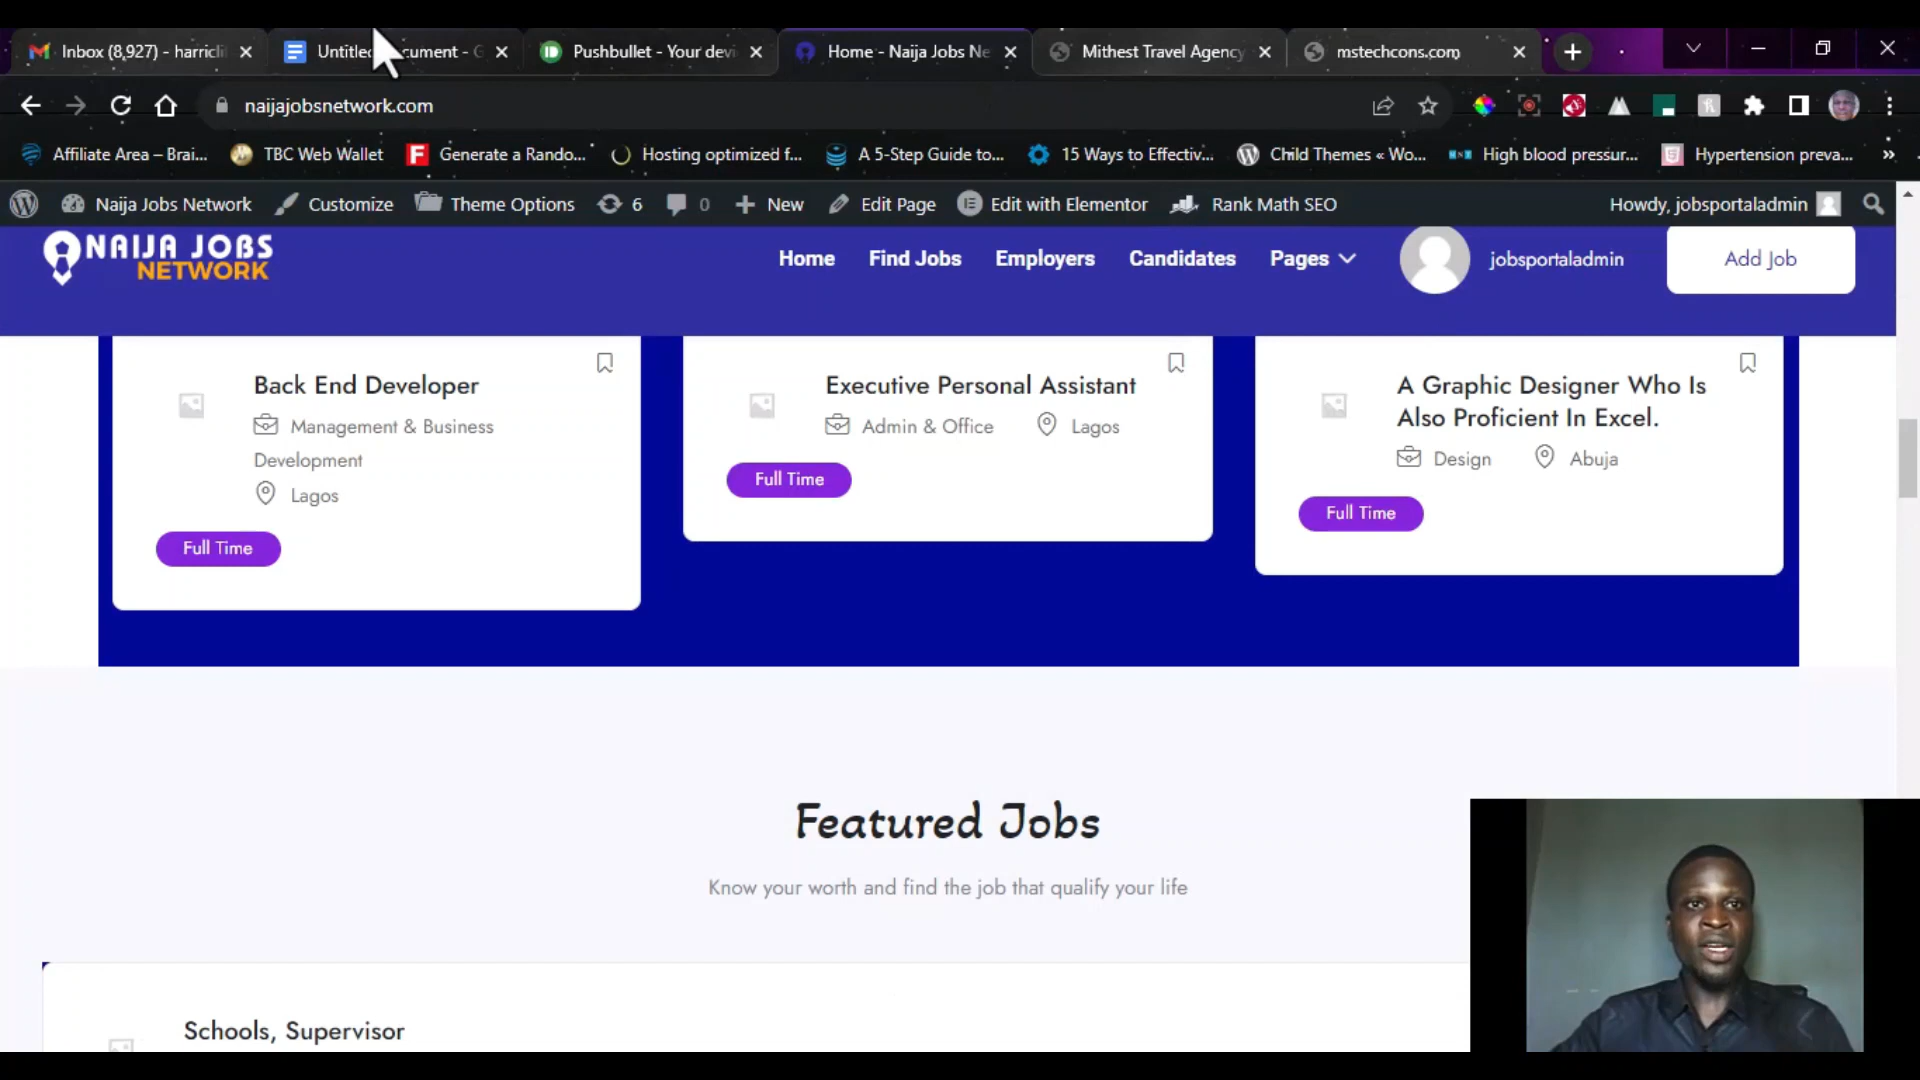 Inbox (8,927) - harricli
Untitle cument - G
Pushbullet - Your devi
Home - Naija Jobs Ne
Mithest Travel Agency
mstechcons.com
naijajobsnetwork.com
Affiliate Area – Brai...
TBC Web Wallet
Generate a Rando...
Hosting optimized f...
A 5-Step Guide to...
15 Ways to Effectiv...
Child Themes « Wo...
High blood pressur...
Hypertension preva...
Naija Jobs Network
Customize
Theme Options
6
0
New
Edit Page
Edit with Elementor
Rank Math SEO
Howdy, jobsportaladmin
NAIJA JOBS
NETWORK
Home
Find Jobs
Employers
Candidates
Pages
jobsportaladmin
Add Job
Back End Developer
Management & Business
Development
Lagos
Full Time
Executive Personal Assistant
Admin & Office
Lagos
Full Time
A Graphic Designer Who Is
Also Proficient In Excel.
Design
Abuja
Full Time
Featured Jobs
Know your worth and find the job that qualify your life
Schools, Supervisor